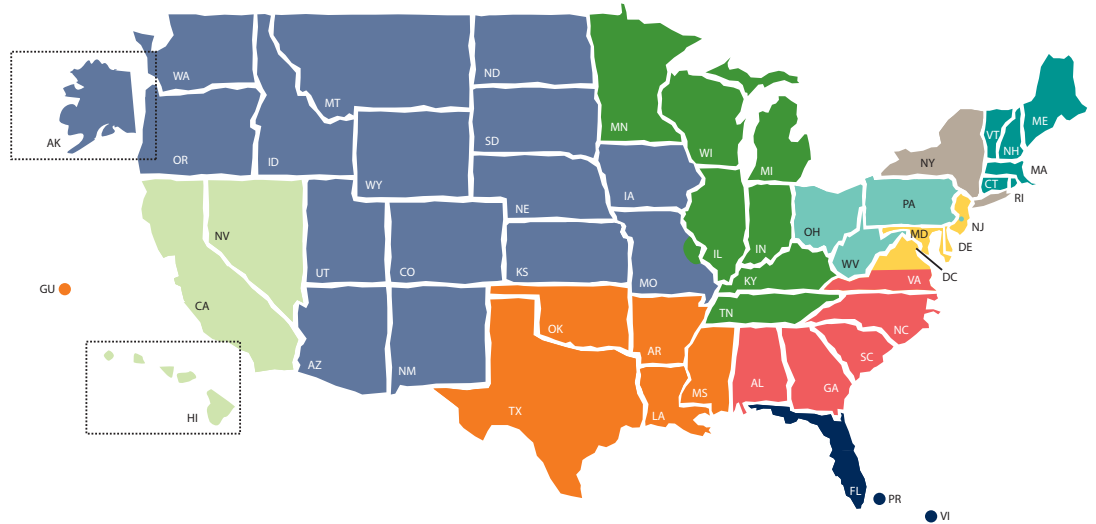 WA
MT
ND
MN
AK
OR
ID
SD
WI
MI
NY
VT
NH
ME
MA
CT
RI
WY
NE
IA
PA
NJ
NV
UT
CO
KS
MO
IL
IN
OH
WV
MD
DE
DC
VA
GU
CA
KY
TN
NC
AZ
NM
OK
AR
SC
HI
TX
LA
MS
AL
GA
FL
PR
VI